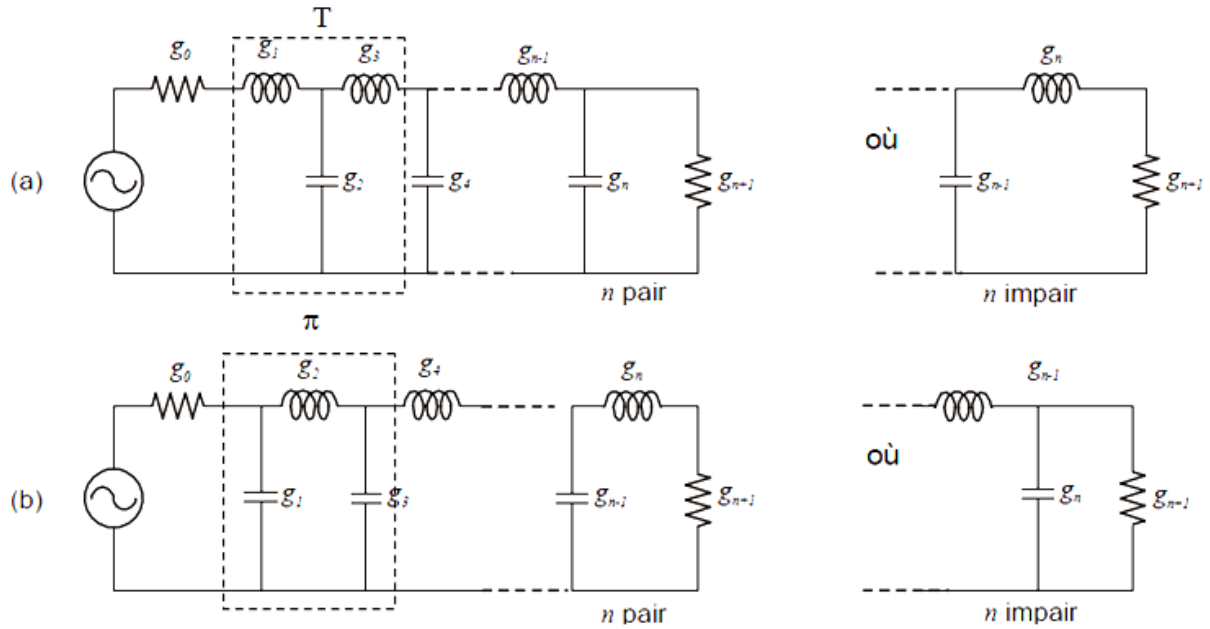 T
g0 g1 g3 gn-1 gn
où
(a) g2 g4 gn gn+1 gn-1 gn+1
n pair n impair
π
g0 g2 g4 gn gn-1
où
(b) g1 g3 gn-1 gn+1 gn gn+1
n pair n impair